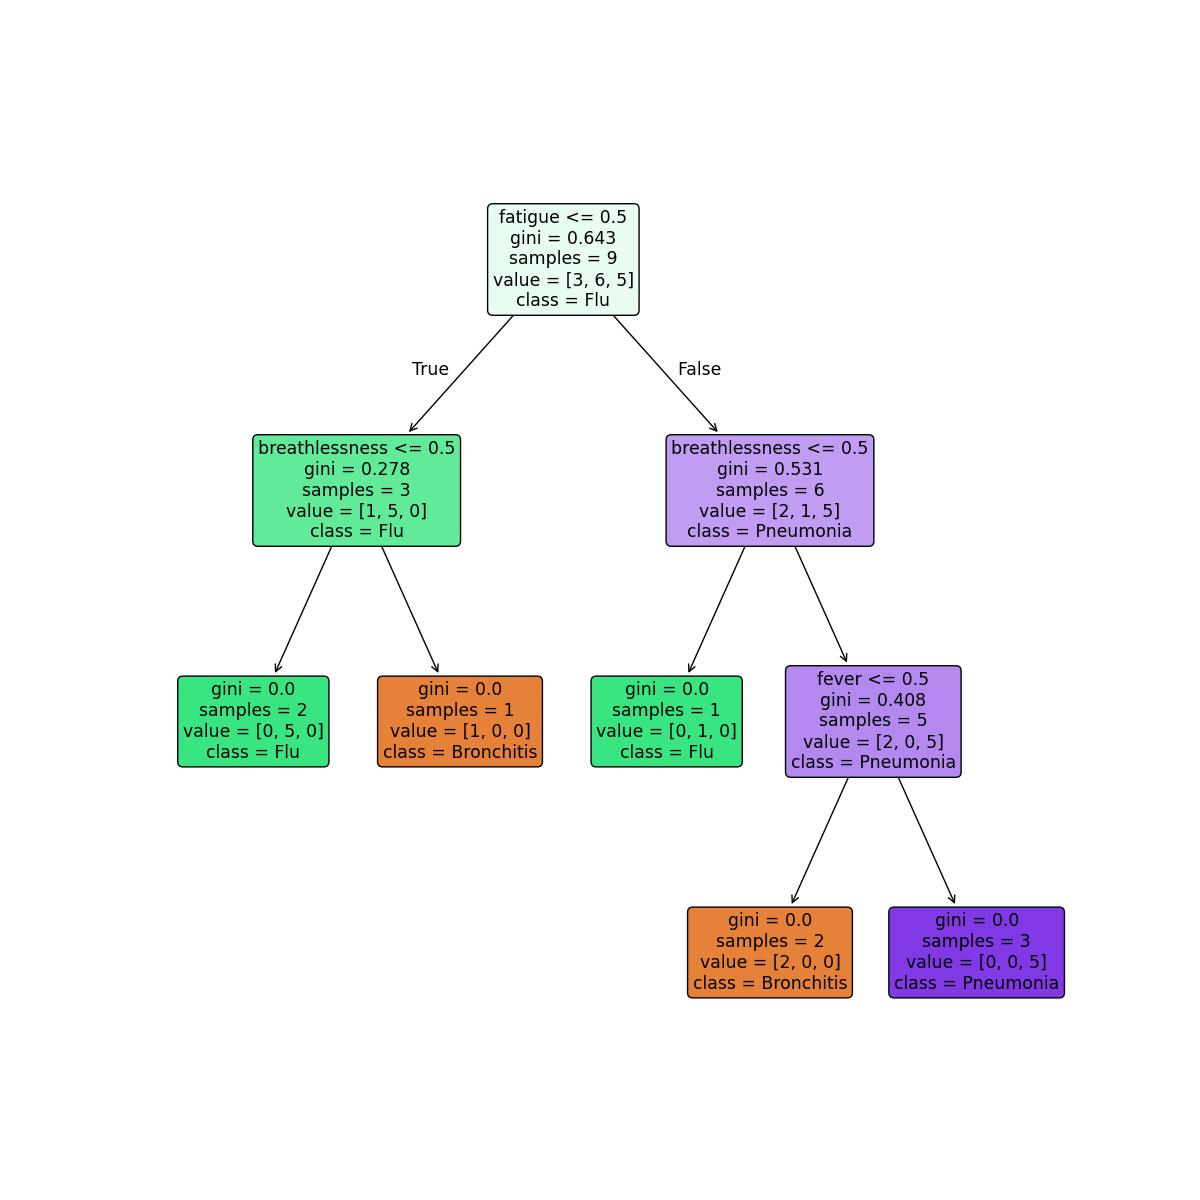 fatigue <= 0.5
gini = 0.643
samples = 9
value = [3, 6, 5]
class = Flu
True
False
breathlessness <= 0.5
gini = 0.278
samples = 3
value = [1, 5, 0]
class = Flu
breathlessness <= 0.5
gini = 0.531
samples = 6
value = [2, 1, 5]
class = Pneumonia
gini = 0.0
samples = 2
value = [0, 5, 0]
class = Flu
gini = 0.0
samples = 1
value = [1, 0, 0]
class = Bronchitis
gini = 0.0
samples = 1
value = [0, 1, 0]
class = Flu
fever <= 0.5
gini = 0.408
samples = 5
value = [2, 0, 5]
class = Pneumonia
gini = 0.0
samples = 2
value = [2, 0, 0]
class = Bronchitis
gini = 0.0
samples = 3
value = [0, 0, 5]
class = Pneumonia